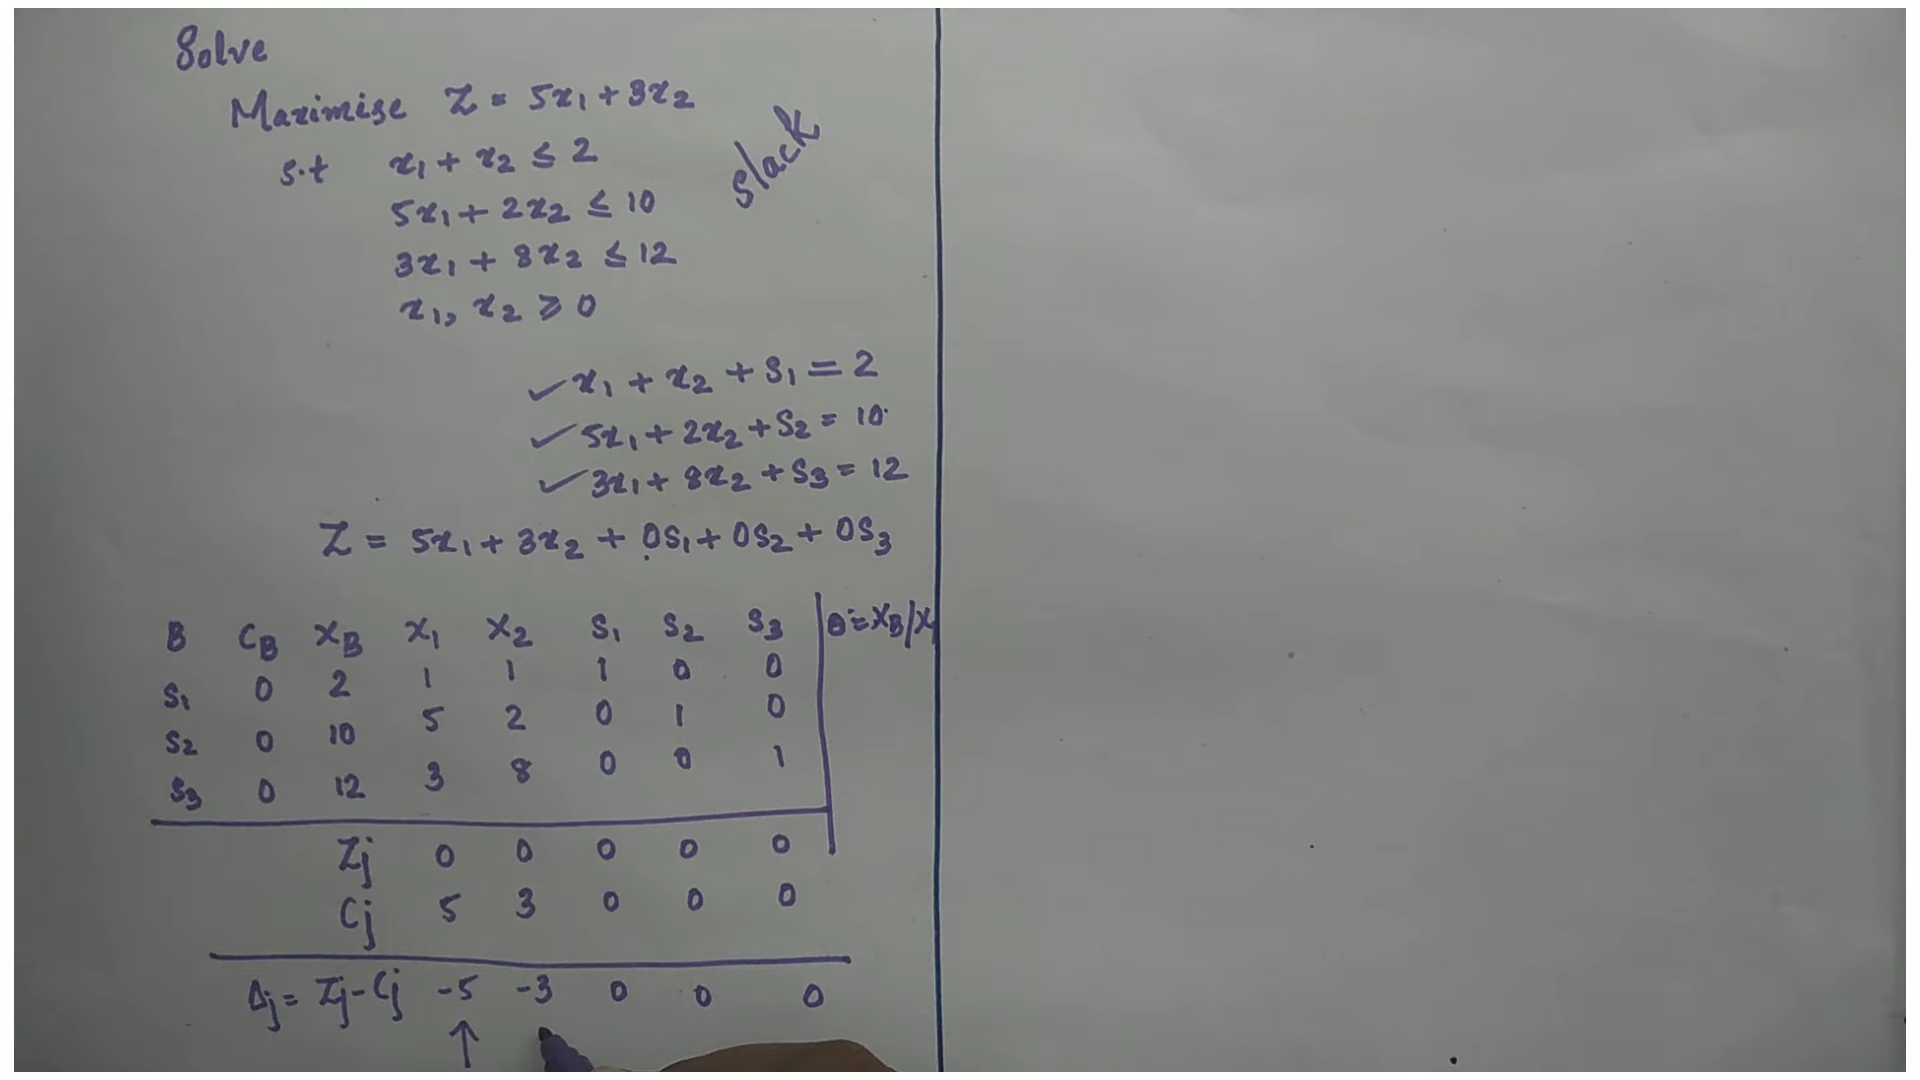 Solve
Maximise Z = 5x₁ + 3x₂
s.t x₁ + x₂ ≤ 2
slack
5x₁ + 2x₂ ≤ 10
3x₁ + 8x₂ ≤ 12
x₁, x₂ ≥ 0
✓ x₁ + x₂ + S₁ = 2
✓ 5x₁ + 2x₂ + S₂ = 10
✓ 3x₁ + 8x₂ + S₃ = 12
Z = 5x₁ + 3x₂ + 0S₁ + 0S₂ + 0S₃
B C_B X_B X₁ X₂ S₁ S₂ S₃ θ = X_B/X₁
S₁ 0 2 1 1 1 0 0
S₂ 0 10 5 2 0 1 0
S₃ 0 12 3 8 0 0 1
Zj 0 0 0 0 0
Cj 5 3 0 0 0
Δj = Zj - Cj -5 -3 0 0 0
↑